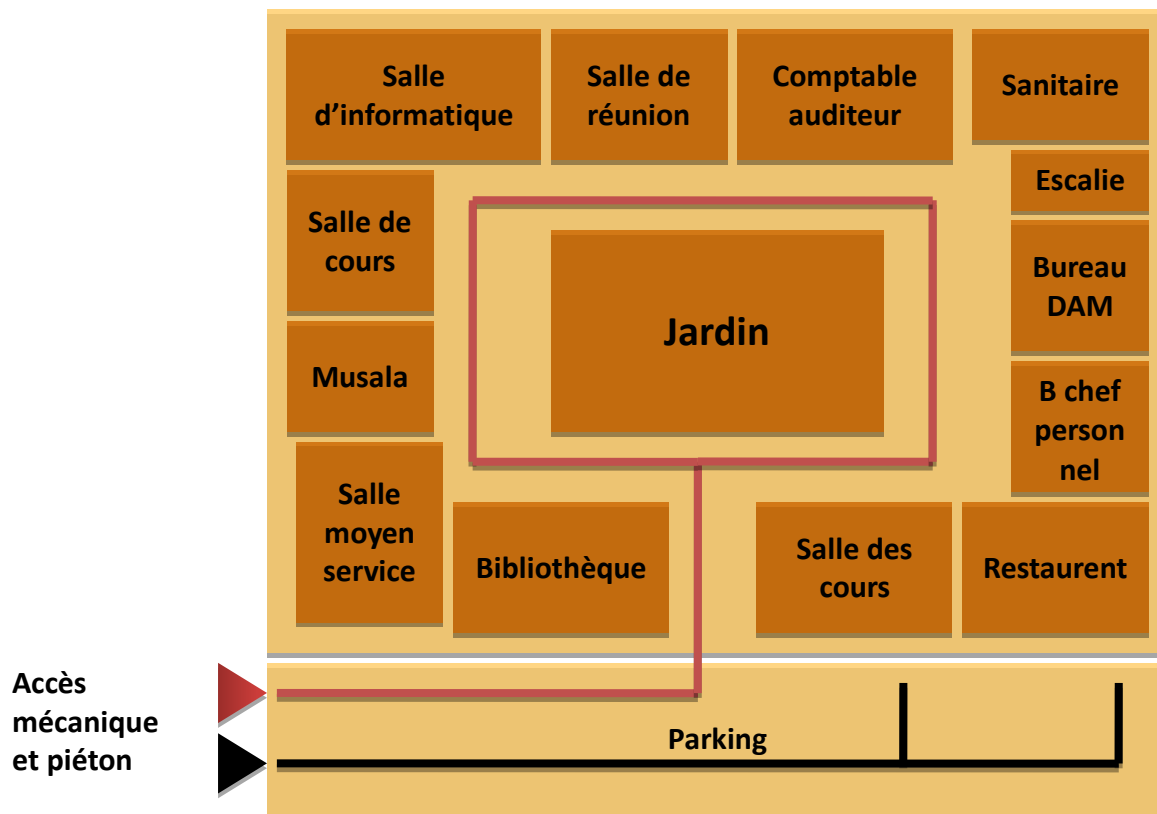 Salle
d’informatique
Salle de
réunion
Comptable
auditeur
Sanitaire
Escalie
Salle de
cours
Bureau
DAM
Jardin
Musala
B chef
person
nel
Salle
moyen
service
Bibliothèque
Salle des
cours
Restaurent
Accès
mécanique
et piéton
Parking